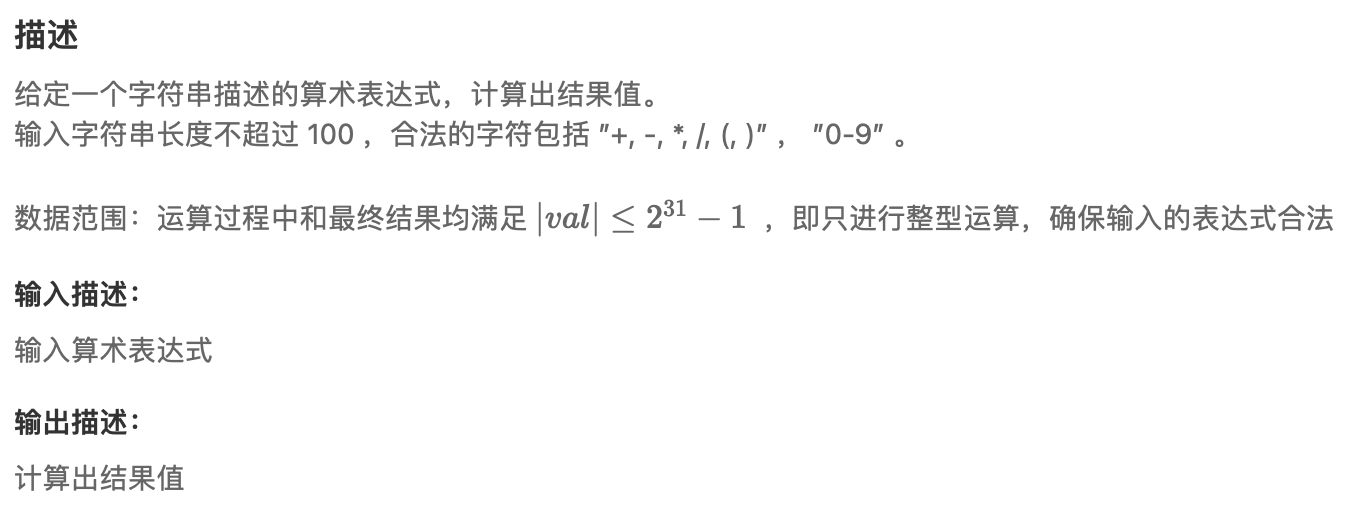 描述
给定一个字符串描述的算术表达式，计算出结果值。
输入字符串长度不超过 100 ，合法的字符包括 ”+, -, *, /, (, )” ， ”0-9” 。
数据范围：运算过程中和最终结果均满足 |val| ≤ 2³¹ − 1 ，即只进行整型运算，确保输入的表达式合法
输入描述：
输入算术表达式
输出描述：
计算出结果值